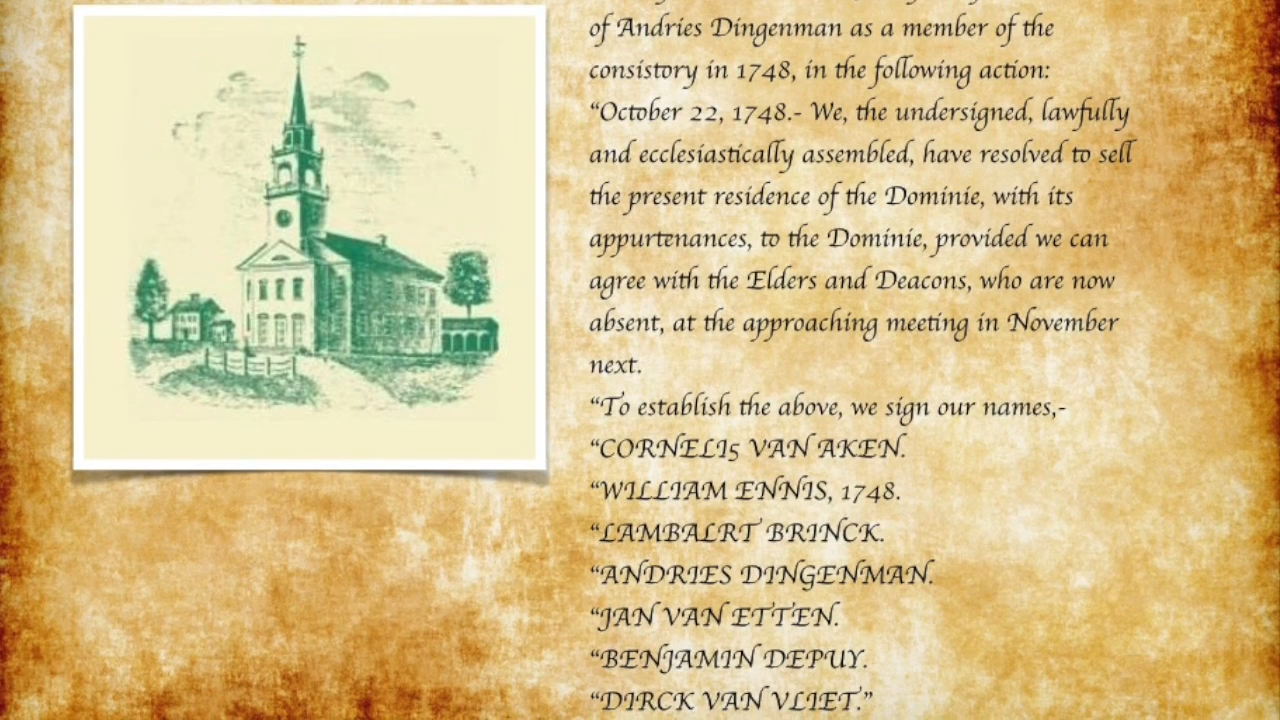 of Andries Dingenman as a member of the
consistory in 1748, in the following action:
“October 22, 1748.- We, the undersigned, lawfully
and ecclesiastically assembled, have resolved to sell
the present residence of the Dominie, with its
appurtenances, to the Dominie, provided we can
agree with the Elders and Deacons, who are now
absent, at the approaching meeting in November
next.
“To establish the above, we sign our names,-
“CORNELI5 VAN AKEN.
“WILLIAM ENNIS, 1748.
“LAMBALRT BRINCK.
“ANDRIES DINGENMAN.
“JAN VAN ETTEN.
“BENJAMIN DEPUY.
“DIRCK VAN VLIET.”